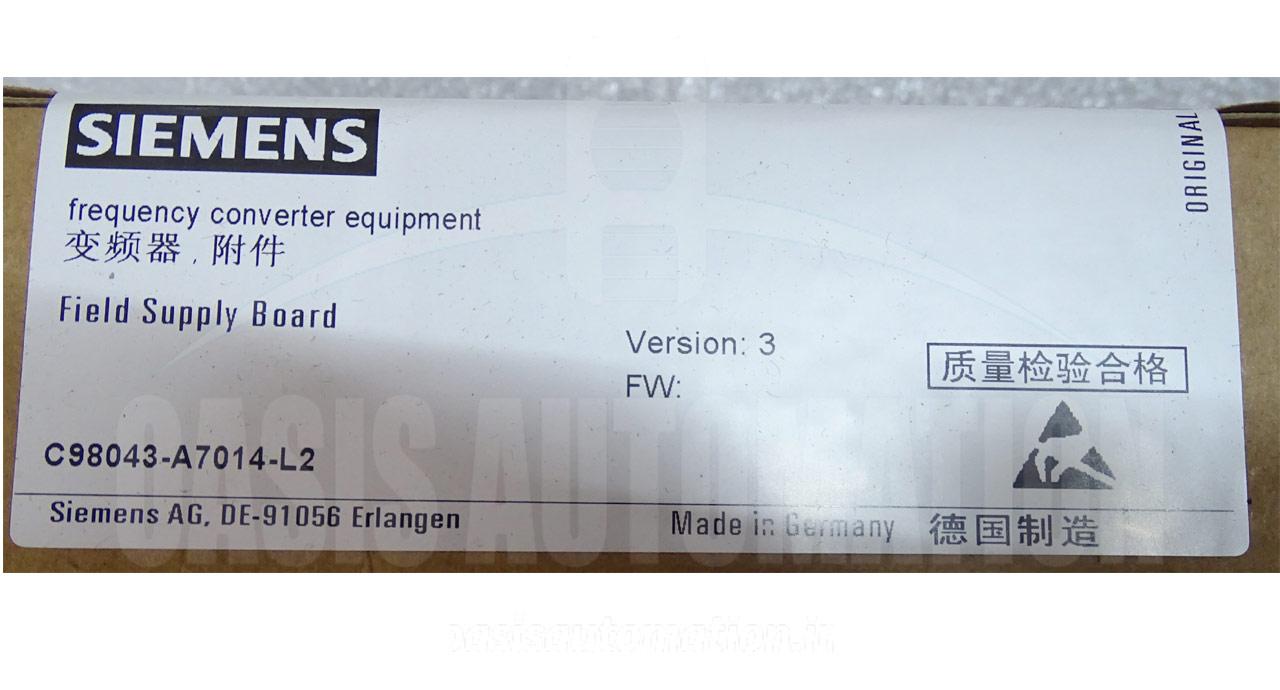 SIEMENS
ORIGINAL
frequency converter equipment
变频器 , 附件
Field Supply Board
Version: 3
FW:
质量检验合格
C98043-A7014-L2
Siemens AG, DE-91056 Erlangen
Made in Germany 德国制造
OASIS AUTOMATION
oasisautomation.in